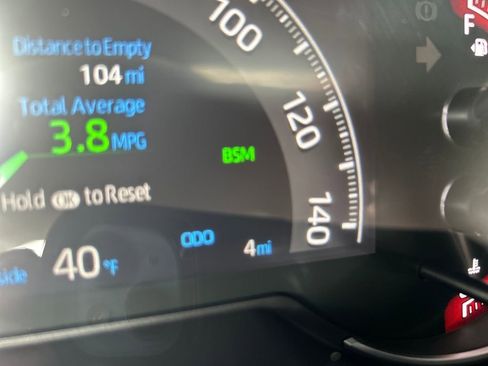 Distance to Empty
100
F
104 mi
Total Average
120
3.8 MPG
BSM
Hold OK to Reset
140
ODO 4 mi
side 40 °F